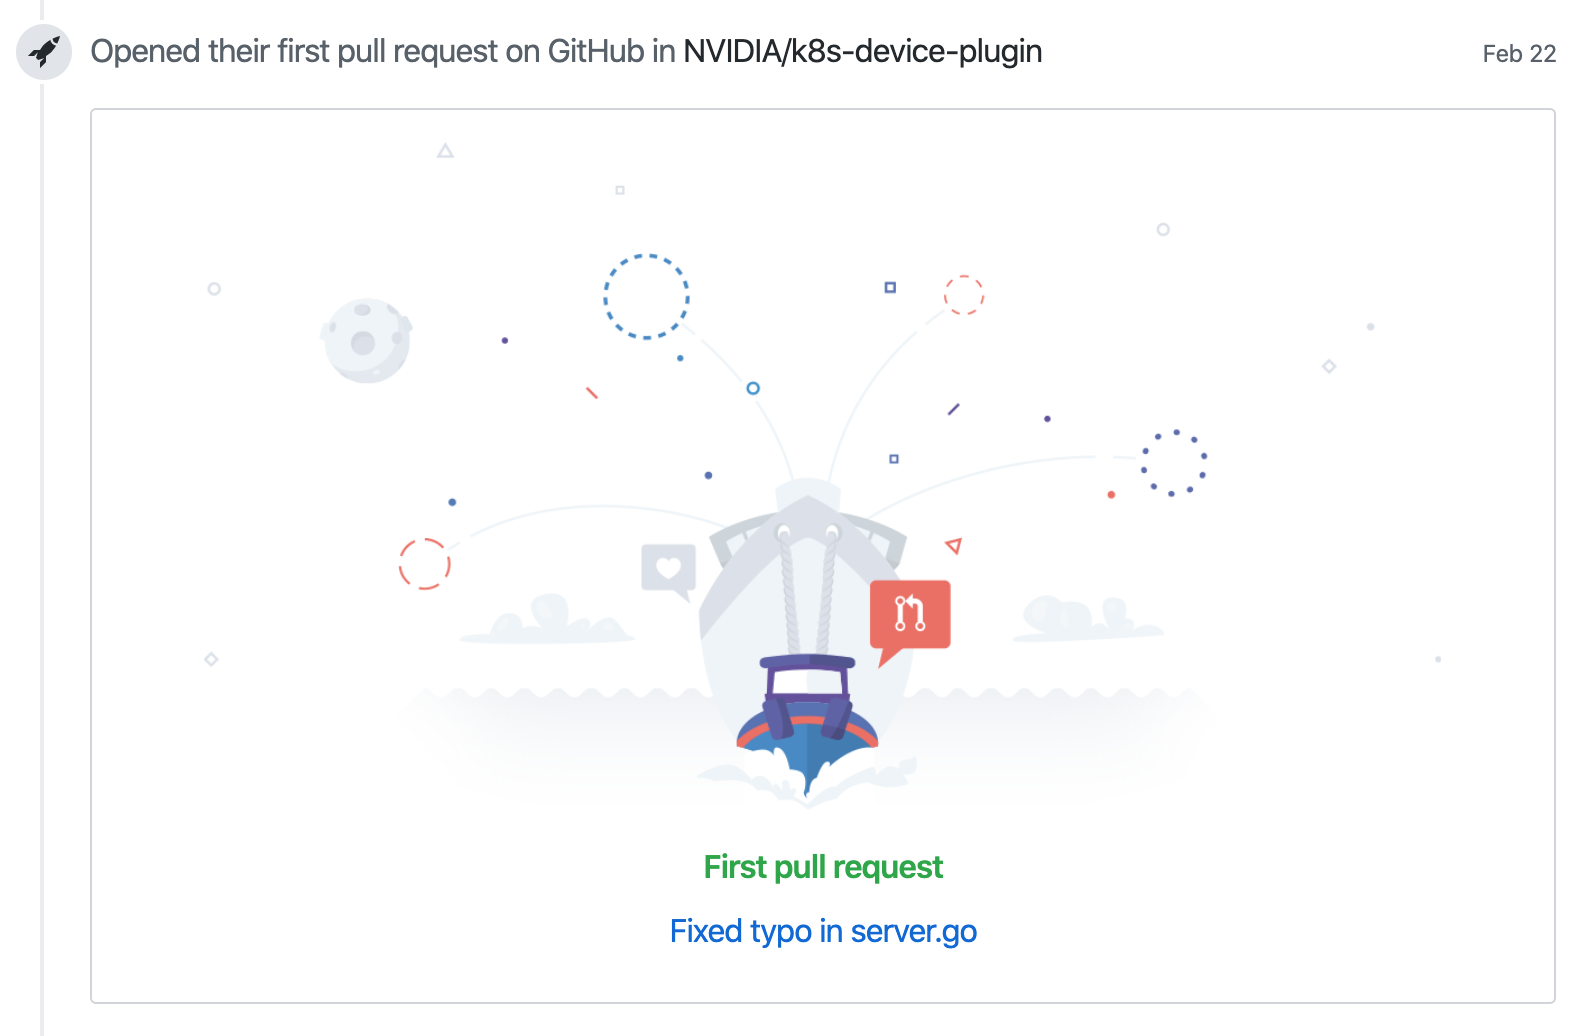 Opened their first pull request on GitHub in NVIDIA/k8s-device-plugin
Feb 22
First pull request
Fixed typo in server.go